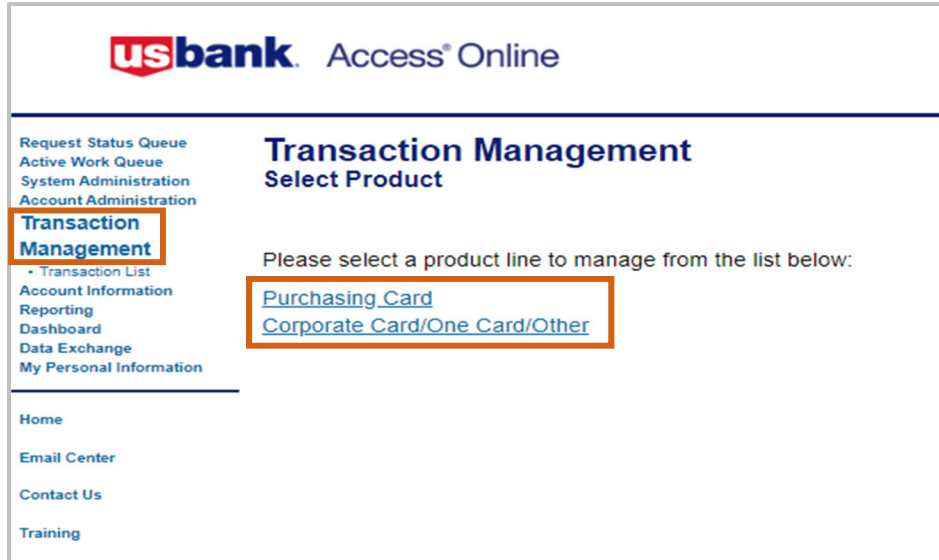 usbank. Access® Online
Request Status Queue
Active Work Queue
System Administration
Account Administration
Transaction
Management
• Transaction List
Account Information
Reporting
Dashboard
Data Exchange
My Personal Information
Home
Email Center
Contact Us
Training
Transaction Management
Select Product
Please select a product line to manage from the list below:
Purchasing Card
Corporate Card/One Card/Other